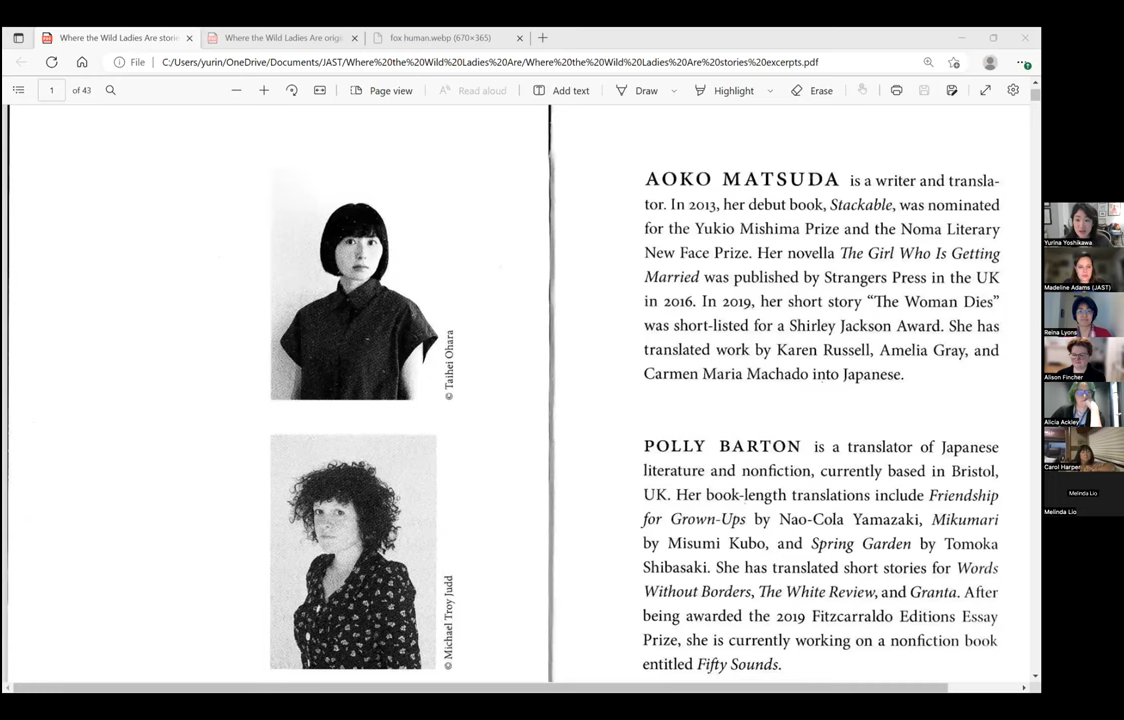 Where the Wild Ladies Are storie
Where the Wild Ladies Are origi
fox human.webp (670×365)
File
C:/Users/yurin/OneDrive/Documents/JAST/Where%20the%20Wild%20Ladies%20Are/Where%20the%20Wild%20Ladies%20Are%20stories%20excerpts.pdf
1 of 43
Page view
Read aloud
Add text
Draw
Highlight
Erase
© Taihei Ohara
AOKO MATSUDA is a writer and transla-
tor. In 2013, her debut book, Stackable, was nominated
for the Yukio Mishima Prize and the Noma Literary
New Face Prize. Her novella The Girl Who Is Getting
Married was published by Strangers Press in the UK
in 2016. In 2019, her short story “The Woman Dies”
was short-listed for a Shirley Jackson Award. She has
translated work by Karen Russell, Amelia Gray, and
Carmen Maria Machado into Japanese.
© Michael Troy Judd
POLLY BARTON is a translator of Japanese
literature and nonfiction, currently based in Bristol,
UK. Her book-length translations include Friendship
for Grown-Ups by Nao-Cola Yamazaki, Mikumari
by Misumi Kubo, and Spring Garden by Tomoka
Shibasaki. She has translated short stories for Words
Without Borders, The White Review, and Granta. After
being awarded the 2019 Fitzcarraldo Editions Essay
Prize, she is currently working on a nonfiction book
entitled Fifty Sounds.
Yurina Yoshikawa
Madeline Adams (JAST)
Reina Lyons
Alison Fincher
Alicia Ackley
Carol Harper
Melinda Lio
Melinda Lio